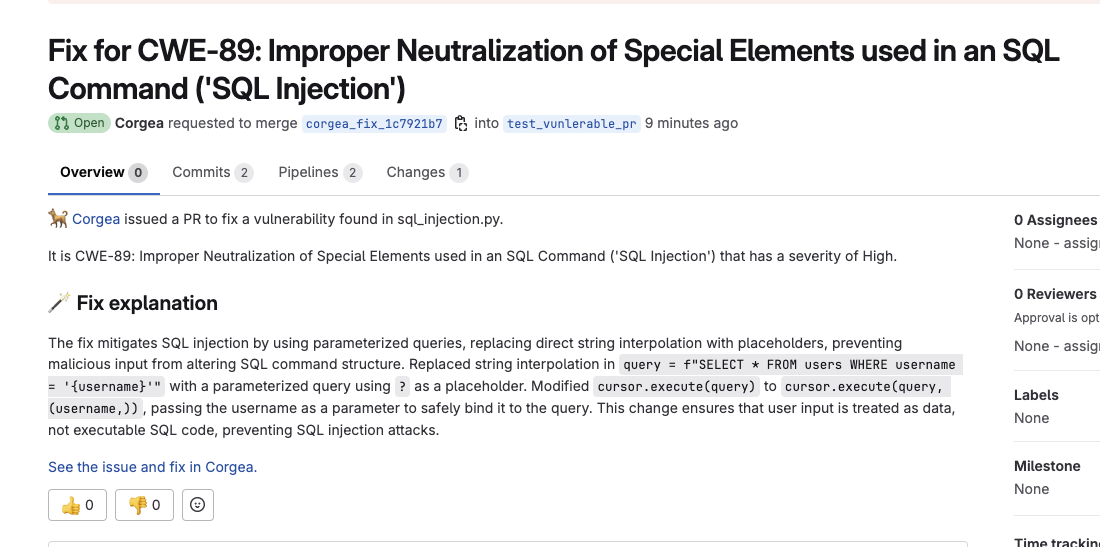 Fix for CWE-89: Improper Neutralization of Special Elements used in an SQL
Command ('SQL Injection')
Open Corgea requested to merge corgea_fix_1c7921b7 into test_vunlerable_pr 9 minutes ago
Overview 0 Commits 2 Pipelines 2 Changes 1
Corgea issued a PR to fix a vulnerability found in sql_injection.py.
0 Assignees
None - assig
It is CWE-89: Improper Neutralization of Special Elements used in an SQL Command ('SQL Injection') that has a severity of High.
Fix explanation
0 Reviewers
Approval is opt
None - assig
The fix mitigates SQL injection by using parameterized queries, replacing direct string interpolation with placeholders, preventing
malicious input from altering SQL command structure. Replaced string interpolation in query = f"SELECT * FROM users WHERE username
= '{username}'" with a parameterized query using ? as a placeholder. Modified cursor.execute(query) to cursor.execute(query,
(username,)), passing the username as a parameter to safely bind it to the query. This change ensures that user input is treated as data,
not executable SQL code, preventing SQL injection attacks.
Labels
None
See the issue and fix in Corgea.
Milestone
None
0 0
Time trackin